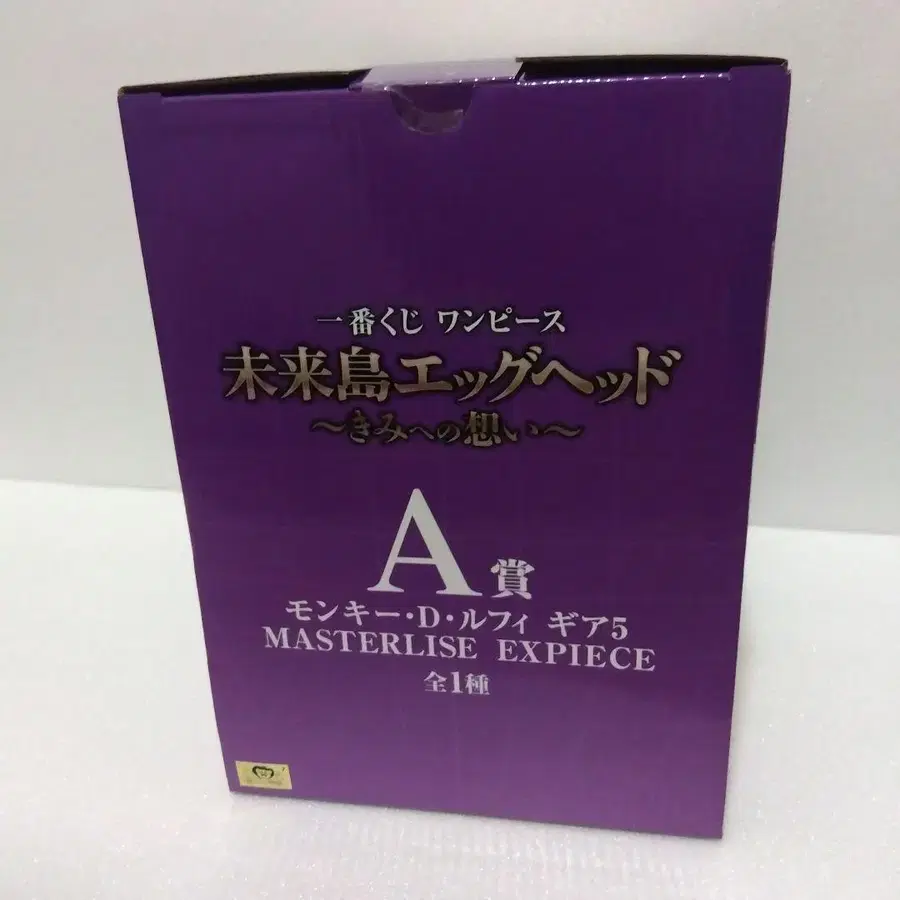 一番くじ ワンピース
未来島エッグヘッド
～きみへの想い～
A賞
モンキー・D・ルフィ ギア5
MASTERLISE EXPIECE
全1種